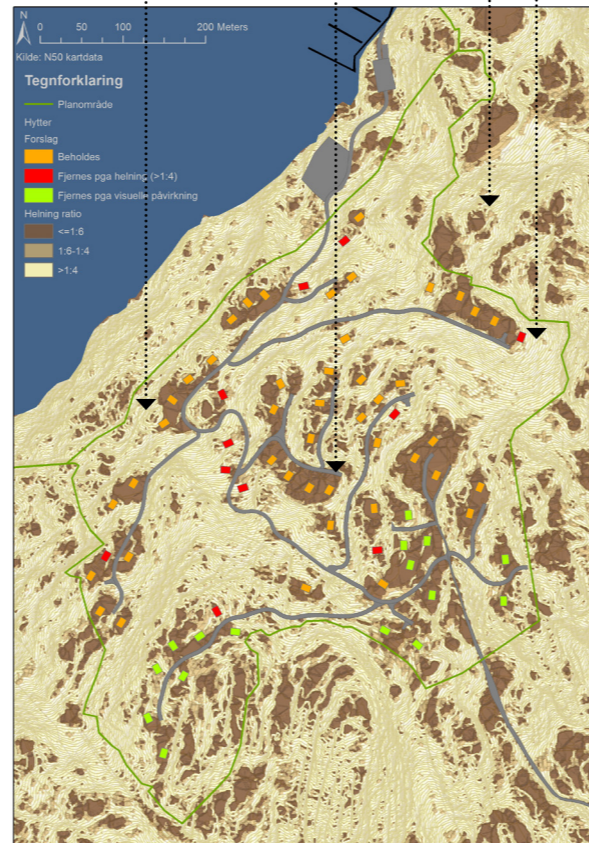 N
0 50 100 200 Meters
Kilde: N50 kartdata
Tegnforklaring
Planområde
Hytter
Forslag
Beholdes
Fjernes pga helning (>1:4)
Fjernes pga visuelle påvirkning
Helning ratio
<=1:6
1:6-1:4
>1:4